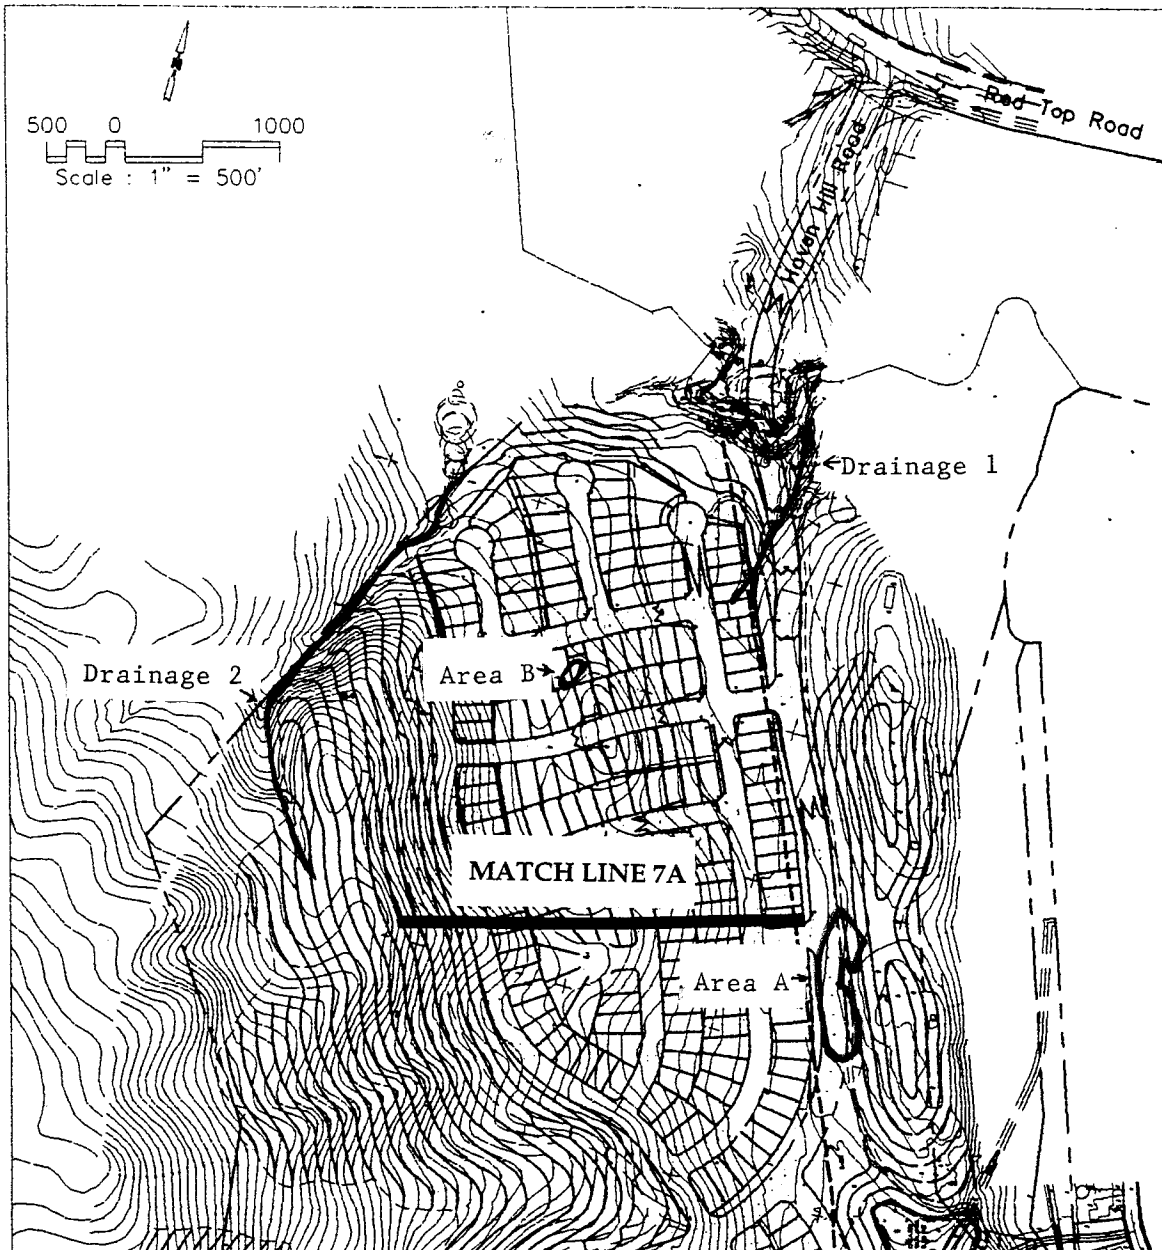 N
500 0 1000
Scale : 1" = 500'
Red Top Road
Hill Road
Drainage 1
Drainage 2
Area B
MATCH LINE 7A
Area A